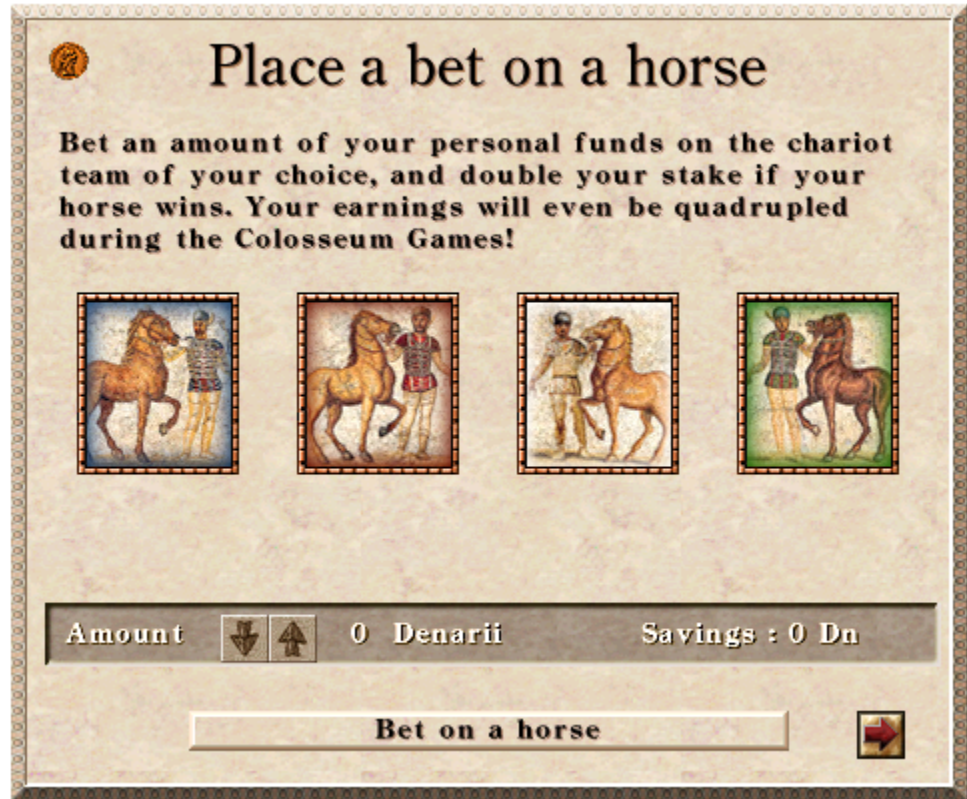 Place a bet on a horse
Bet an amount of your personal funds on the chariot
team of your choice, and double your stake if your
horse wins. Your earnings will even be quadrupled
during the Colosseum Games!
Amount 0 Denarii Savings : 0 Dn
Bet on a horse